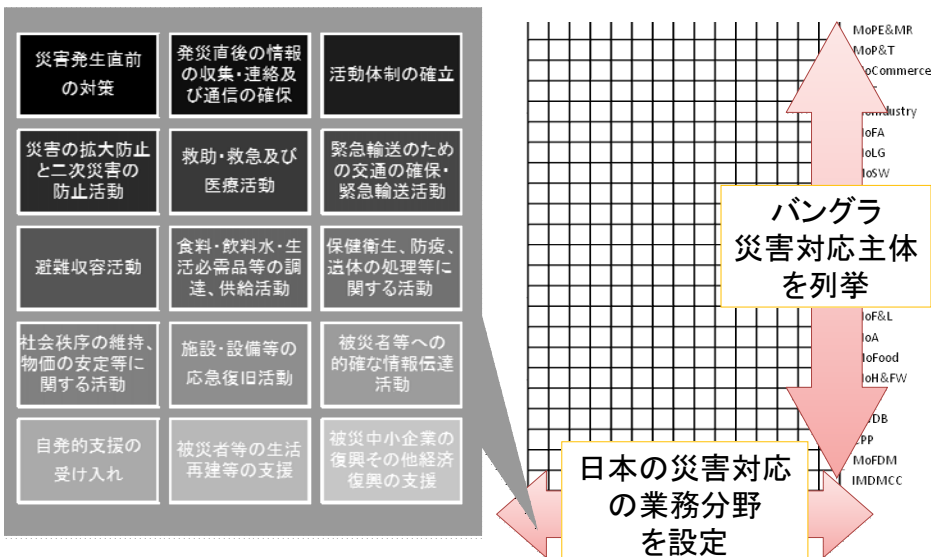 災害発生直前
の対策
発災直後の情報
の収集・連絡及
び通信の確保
活動体制の確立
災害の拡大防止
と二次災害の
防止活動
救助・救急及び
医療活動
緊急輸送のため
の交通の確保・
緊急輸送活動
避難収容活動
食料・飲料水・生
活必需品等の調
達、供給活動
保健衛生、防疫、
遺体の処理等に
関する活動
社会秩序の維持、
物価の安定等に
関する活動
施設・設備等の
応急復旧活動
被災者等への
的確な情報伝達
活動
自発的支援の
受け入れ
被災者等の生活
再建等の支援
被災中小企業の
復興その他経済
復興の支援
MoPE&MR
MoP&T
MoCommerce
MoFA
MoLG
MoSW
バングラ
災害対応主体
を列挙
MoF&L
MoA
MoFood
MoH&FW
MoFDM
IMDMCC
日本の災害対応
の業務分野
を設定